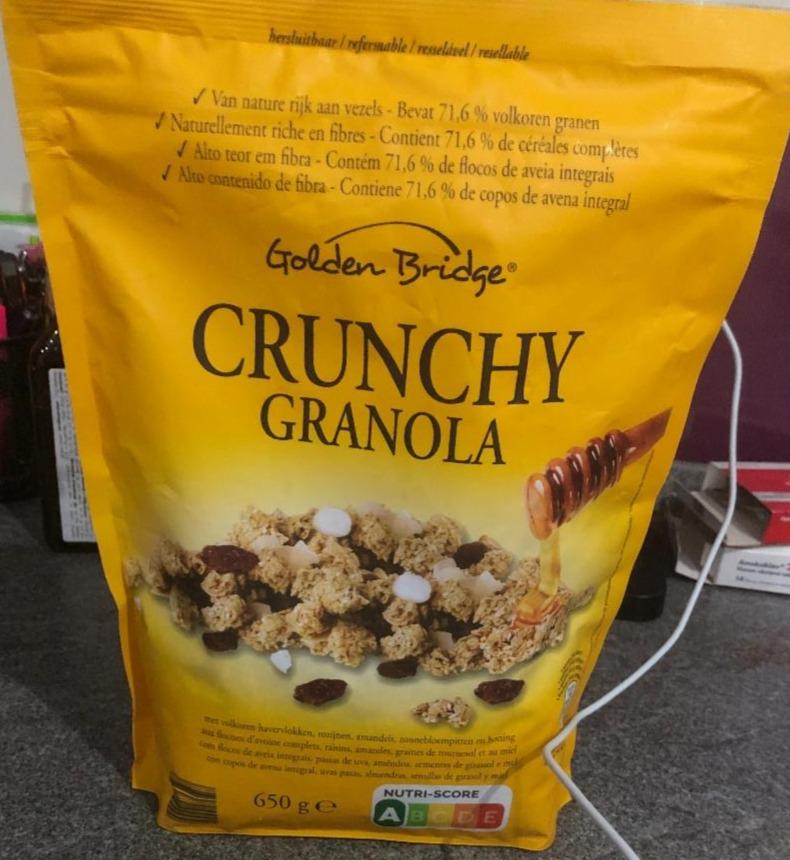 hersluitbaar / refermable / resselável / resellable
✓ Van nature rijk aan vezels - Bevat 71,6 % volkoren granen
✓ Naturellement riche en fibres - Contient 71,6 % de céréales complètes
✓ Alto teor em fibra - Contém 71,6 % de flocos de aveia integrais
✓ Alto contenido de fibra - Contiene 71,6 % de copos de avena integral
Golden Bridge®
CRUNCHY
GRANOLA
met volkoren havervlokken, rozijnen, amandels, zonnebloempitten en honing
aux flocons d'avoine complets, raisins, amandes, graines de tournesol et au miel
com flocos de aveia integrais, passas de uva, amêndoa, sementes de girassol e mel
con copos de avena integral, uvas pasas, almendras, semillas de girasol y miel
650 g e
NUTRI-SCORE
A B C D E